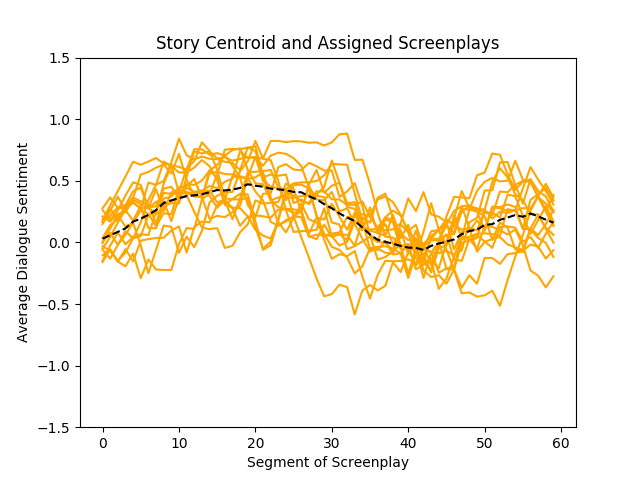 Story Centroid and Assigned Screenplays
1.5
1.0
0.5
0.0
−0.5
−1.0
−1.5
Average Dialogue Sentiment
0 10 20 30 40 50 60
Segment of Screenplay